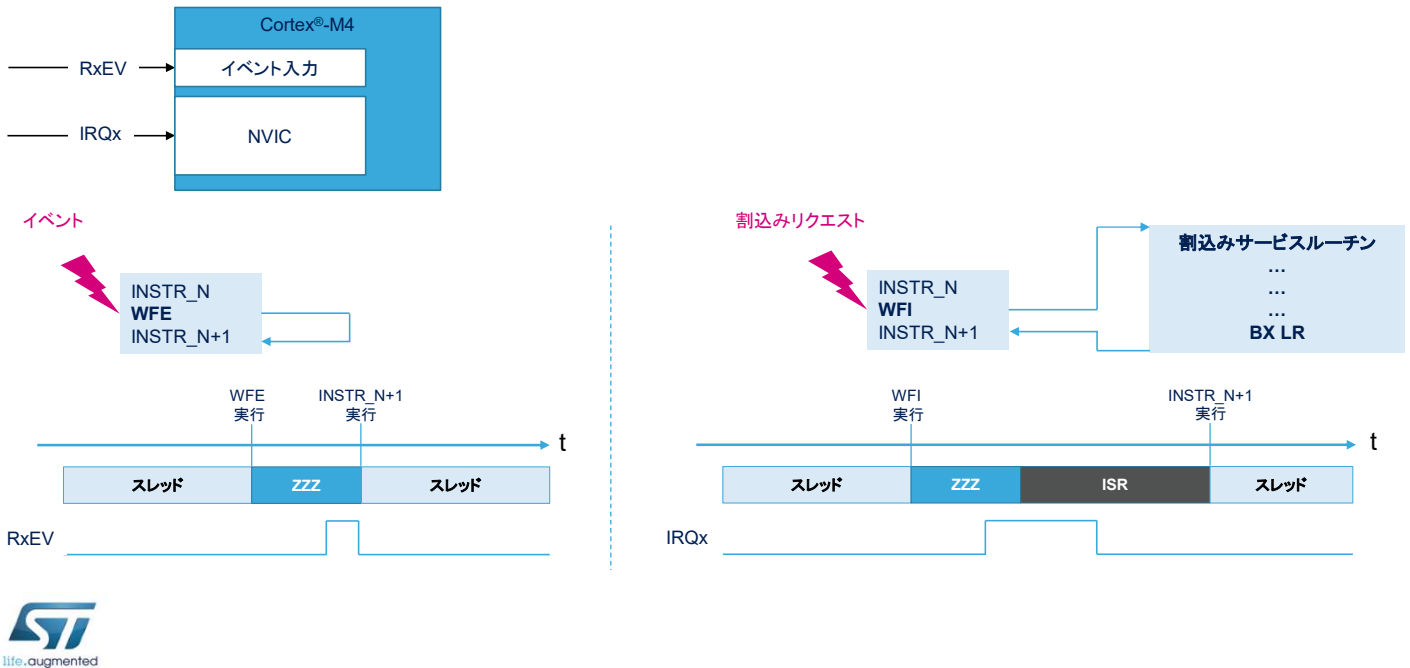 Cortex®-M4
RxEV
イベント入力
IRQx
NVIC
イベント
INSTR_N
WFE
INSTR_N+1
WFE
実行
INSTR_N+1
実行
t
スレッド
ZZZ
スレッド
RxEV
割込みリクエスト
INSTR_N
WFI
INSTR_N+1
割込みサービスルーチン
...
...
...
BX LR
WFI
実行
INSTR_N+1
実行
t
スレッド
ZZZ
ISR
スレッド
IRQx
ST
life.augmented